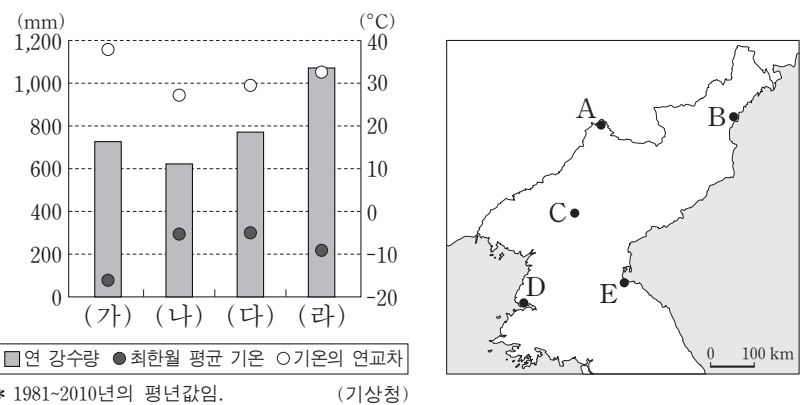 (mm) (℃)
1,200 40
1,000 30
800 20
600 10
400 0
200 -10
0 -20
(가) (나) (다) (라)
연 강수량 최한월 평균 기온 기온의 연교차
* 1981~2010년의 평년값임. (기상청)
A
B
C
D
E
0 100 km